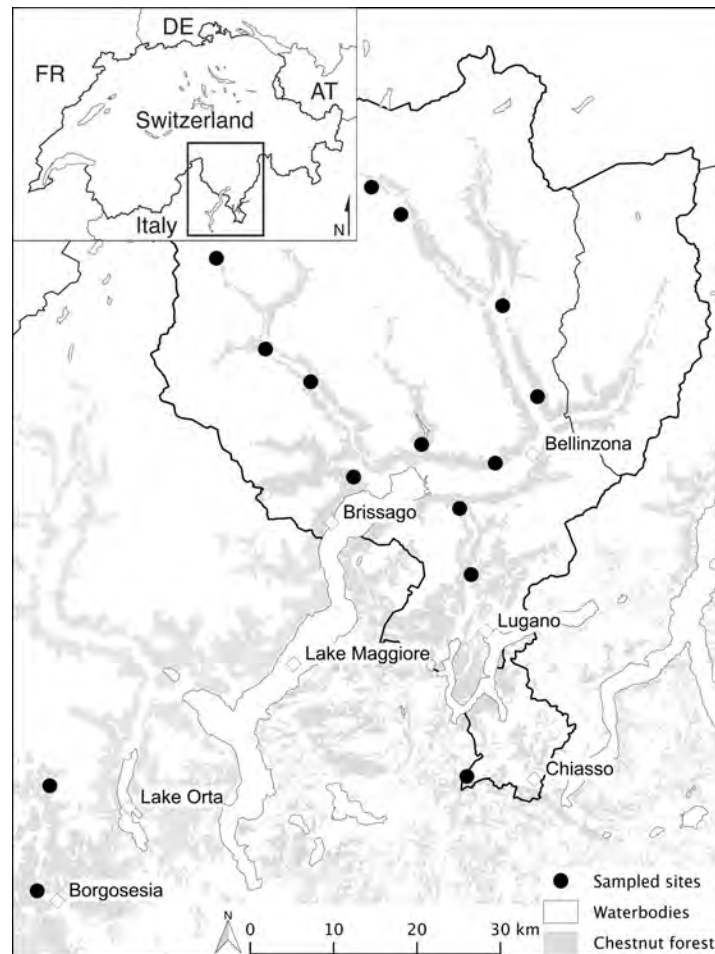 DE
FR
AT
Switzerland
Italy
N
Bellinzona
Brissago
Lugano
Lake Maggiore
Chiasso
Lake Orta
Borgosesia
Sampled sites
Waterbodies
Chestnut forest
N
0 10 20 30 km